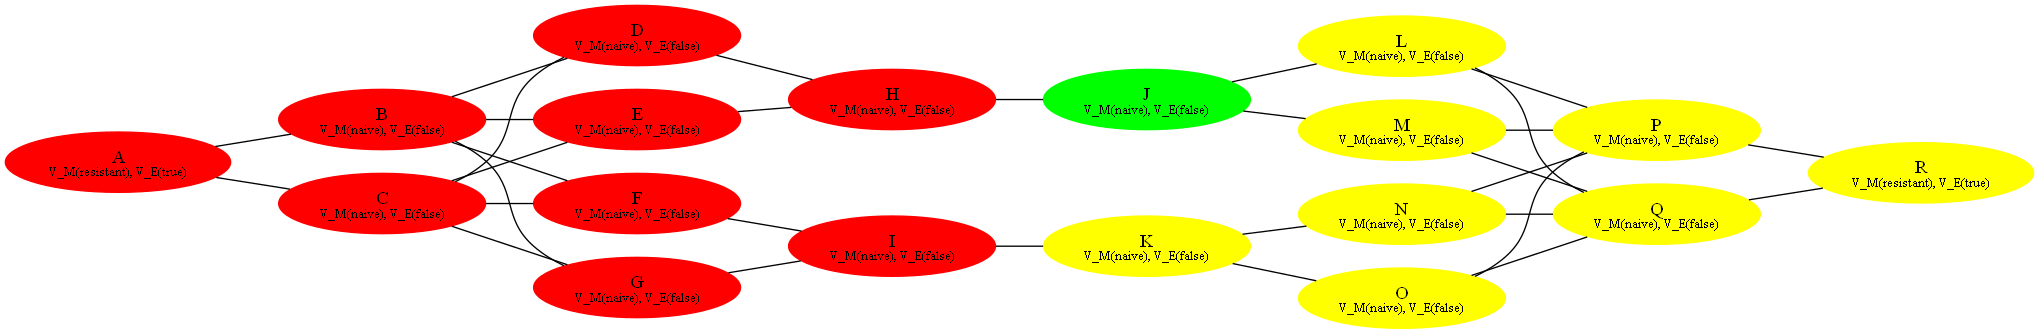 A
V_M(resistant), V_E(true)
B
V_M(naive), V_E(false)
C
V_M(naive), V_E(false)
D
V_M(naive), V_E(false)
E
V_M(naive), V_E(false)
F
V_M(naive), V_E(false)
G
V_M(naive), V_E(false)
H
V_M(naive), V_E(false)
I
V_M(naive), V_E(false)
J
V_M(naive), V_E(false)
K
V_M(naive), V_E(false)
L
V_M(naive), V_E(false)
M
V_M(naive), V_E(false)
N
V_M(naive), V_E(false)
O
V_M(naive), V_E(false)
P
V_M(naive), V_E(false)
Q
V_M(naive), V_E(false)
R
V_M(resistant), V_E(true)